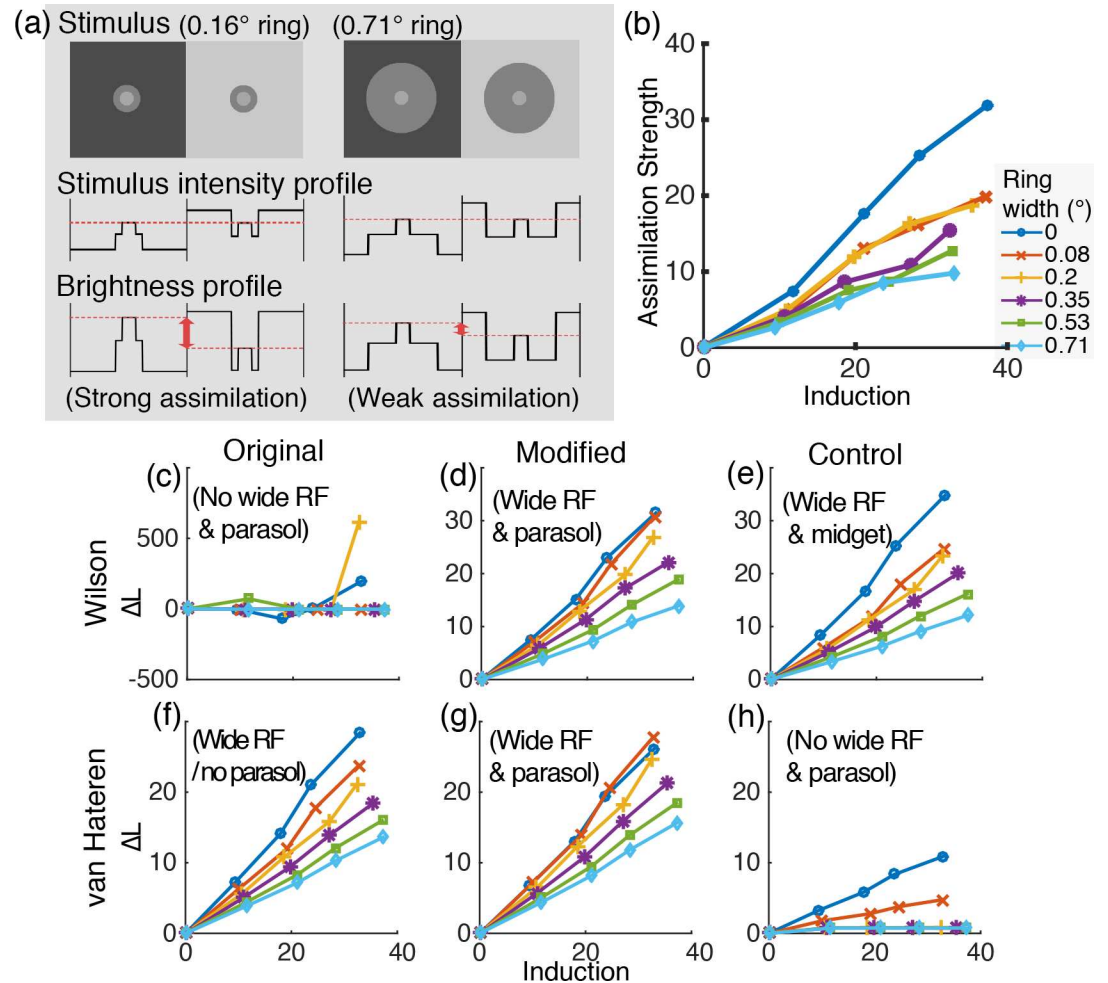 (a) Stimulus (0.16° ring) (0.71° ring)
Stimulus intensity profile
Brightness profile
(Strong assimilation) (Weak assimilation)
(b)
40
30
20
10
0
Assimilation Strength
0 20 40
Induction
Ring
width (°)
0
0.08
0.2
0.35
0.53
0.71
Original Modified Control
(c)
(No wide RF
& parasol)
Wilson
ΔL
500
0
-500
(d)
(Wide RF
& parasol)
30
20
10
0
(e)
(Wide RF
& midget)
30
20
10
0
(f)
(Wide RF
/no parasol)
van Hateren
ΔL
20
10
0
0 20 40
(g)
(Wide RF
& parasol)
20
10
0
0 20 40
Induction
(h)
(No wide RF
& parasol)
20
10
0
0 20 40